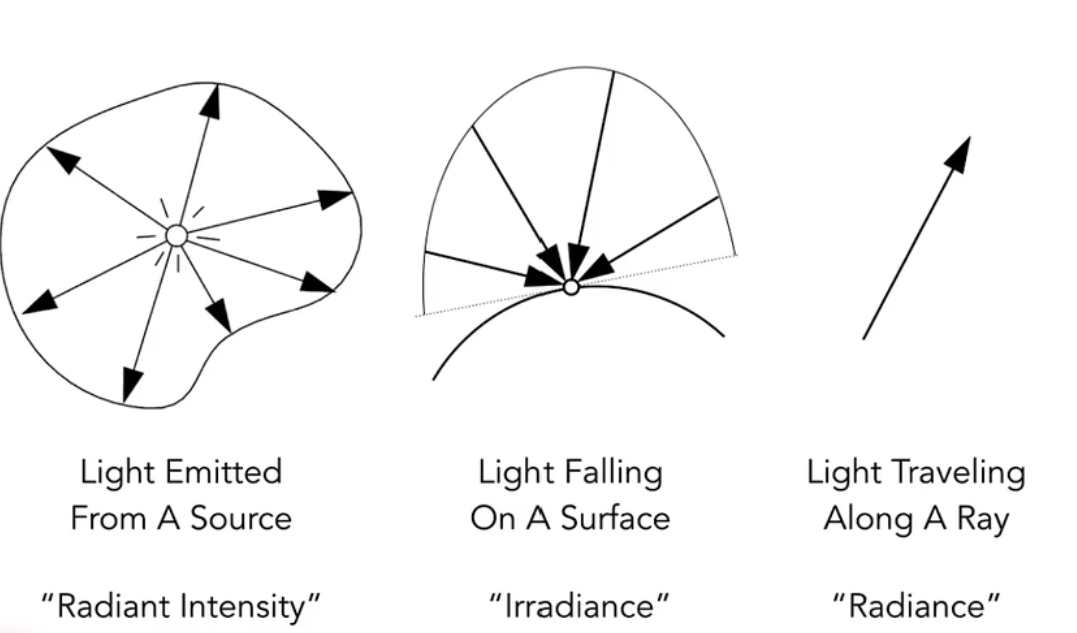 Light Emitted
From A Source
“Radiant Intensity”
Light Falling
On A Surface
“Irradiance”
Light Traveling
Along A Ray
“Radiance”